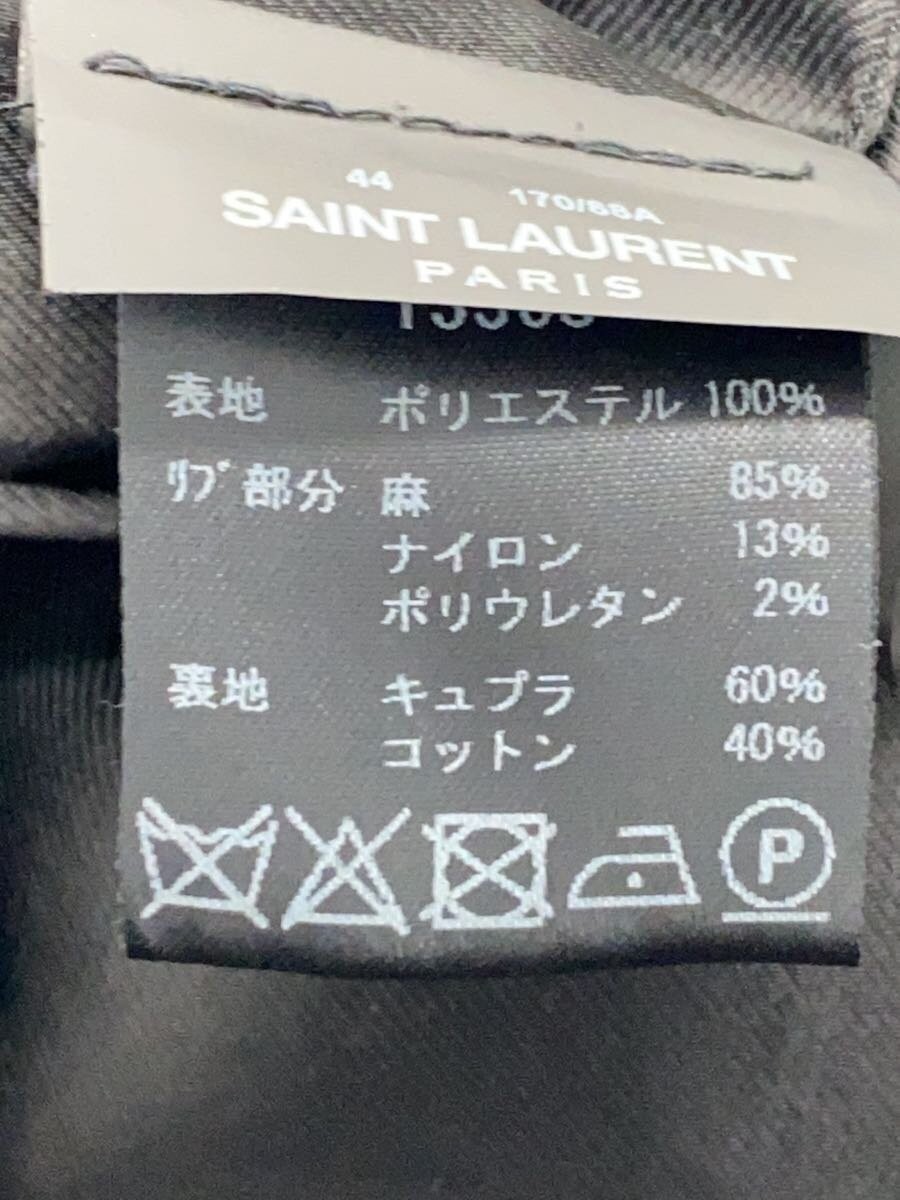 44 170/88A
SAINT LAURENT
PARIS
表地 ポリエステル 100%
ﾘﾌﾞ部分 麻 85%
ナイロン 13%
ポリウレタン 2%
裏地 キュプラ 60%
コットン 40%
P